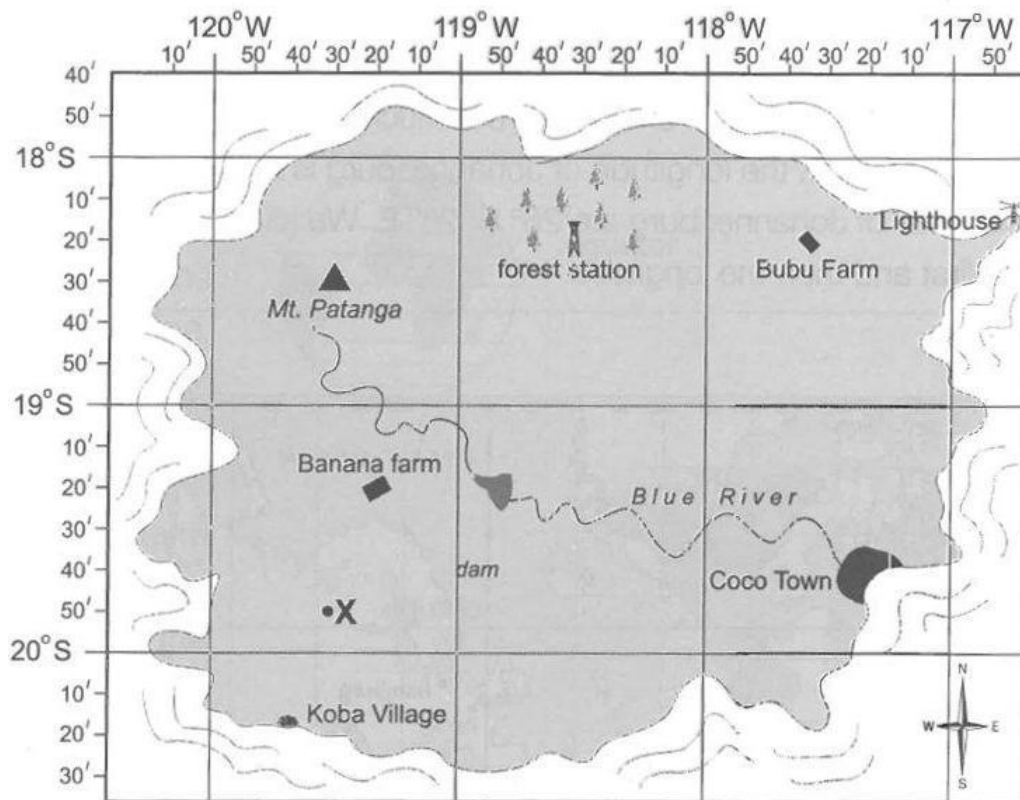 120°W 119°W 118°W 117°W
10′ 50′ 40′ 30′ 20′ 10′ 50′ 40′ 30′ 20′ 10′ 50′ 40′ 30′ 20′ 10′ 50′
40′
50′
18°S
10′
Lighthouse
20′
forest station
Bubu Farm
30′
Mt. Patanga
40′
50′
19°S
10′
Banana farm
20′
Blue River
30′
dam
40′
Coco Town
50′
X
20°S
N
10′
Koba Village
W E
20′
S
30′